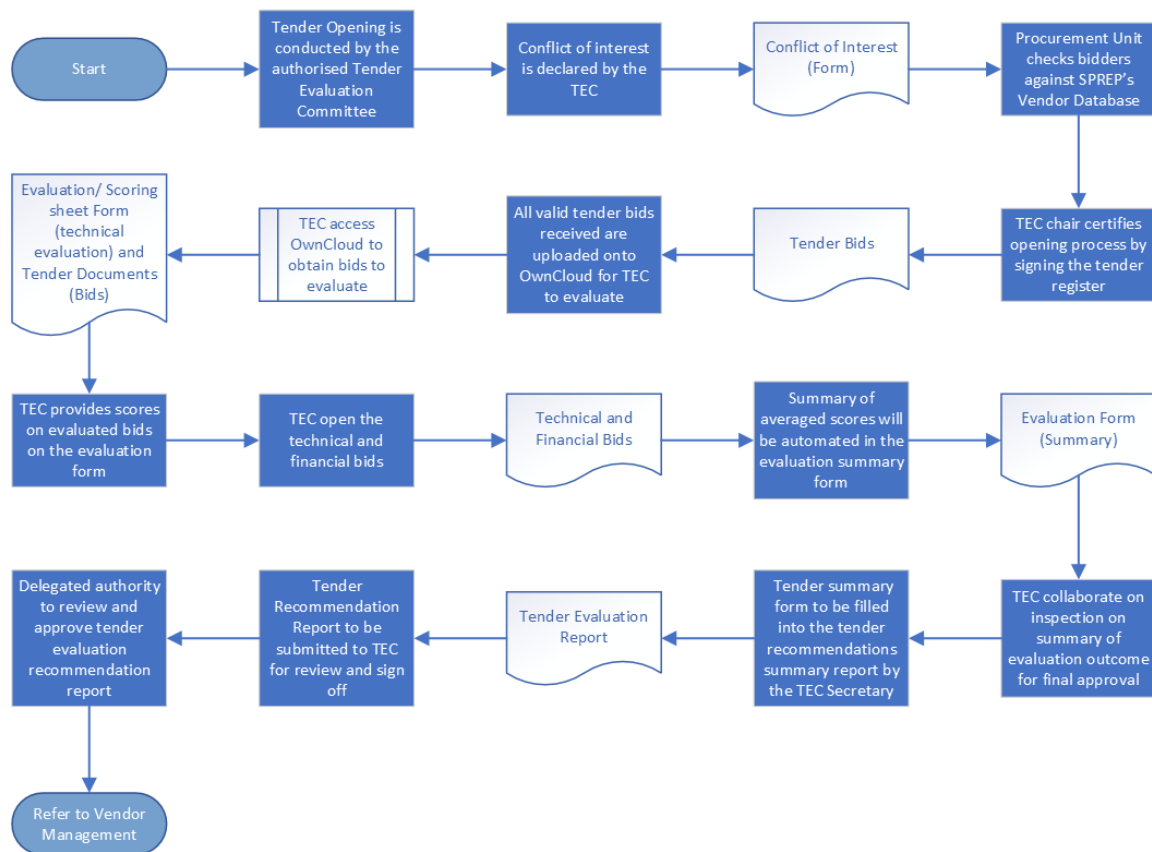 Start
Tender Opening is
conducted by the
authorised Tender
Evaluation
Committee
Conflict of interest
is declared by the
TEC
Conflict of Interest
(Form)
Procurement Unit
checks bidders
against SPREP's
Vendor Database
TEC chair certifies
opening process by
signing the tender
register
Tender Bids
All valid tender bids
received are
uploaded onto
OwnCloud for TEC
to evaluate
TEC access
OwnCloud to
obtain bids to
evaluate
Evaluation/ Scoring
sheet Form
(technical
evaluation) and
Tender Documents
(Bids)
TEC provides scores
on evaluated bids
on the evaluation
form
TEC open the
technical and
financial bids
Technical and
Financial Bids
Summary of
averaged scores will
be automated in the
evaluation summary
form
Evaluation Form
(Summary)
TEC collaborate on
inspection on
summary of
evaluation outcome
for final approval
Tender summary
form to be filled
into the tender
recommendations
summary report by
the TEC Secretary
Tender Evaluation
Report
Tender
Recommendation
Report to be
submitted to TEC
for review and sign
off
Delegated authority
to review and
approve tender
evaluation
recommendation
report
Refer to Vendor
Management